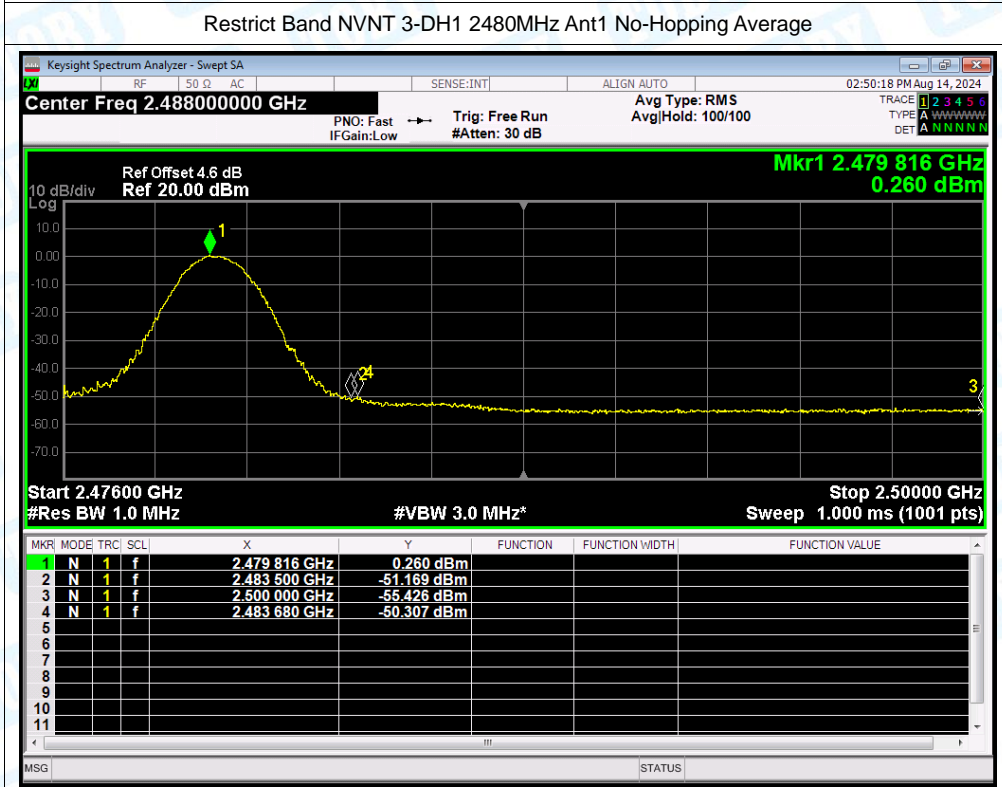 Restrict Band NVNT 3-DH1 2480MHz Ant1 No-Hopping Average
Keysight Spectrum Analyzer - Swept SA
LXI RF 50 Ω AC SENSE:INT ALIGN AUTO 02:50:18 PM Aug 14, 2024
Center Freq 2.488000000 GHz
PNO: Fast
IFGain:Low
Trig: Free Run
#Atten: 30 dB
Avg Type: RMS
Avg|Hold: 100/100
TRACE 1 2 3 4 5 6
TYPE A WWWWW
DET A N N N N N
Mkr1 2.479 816 GHz
0.260 dBm
Ref Offset 4.6 dB
10 dB/div Ref 20.00 dBm
Log
10.0
0.00
-10.0
-20.0
-30.0
-40.0
-50.0
-60.0
-70.0
1
2
4
3
Start 2.47600 GHz Stop 2.50000 GHz
#Res BW 1.0 MHz #VBW 3.0 MHz* Sweep 1.000 ms (1001 pts)
MKR MODE TRC SCL X Y FUNCTION FUNCTION WIDTH FUNCTION VALUE
1 N 1 f 2.479 816 GHz 0.260 dBm
2 N 1 f 2.483 500 GHz -51.169 dBm
3 N 1 f 2.500 000 GHz -55.426 dBm
4 N 1 f 2.483 680 GHz -50.307 dBm
5
6
7
8
9
10
11
MSG STATUS